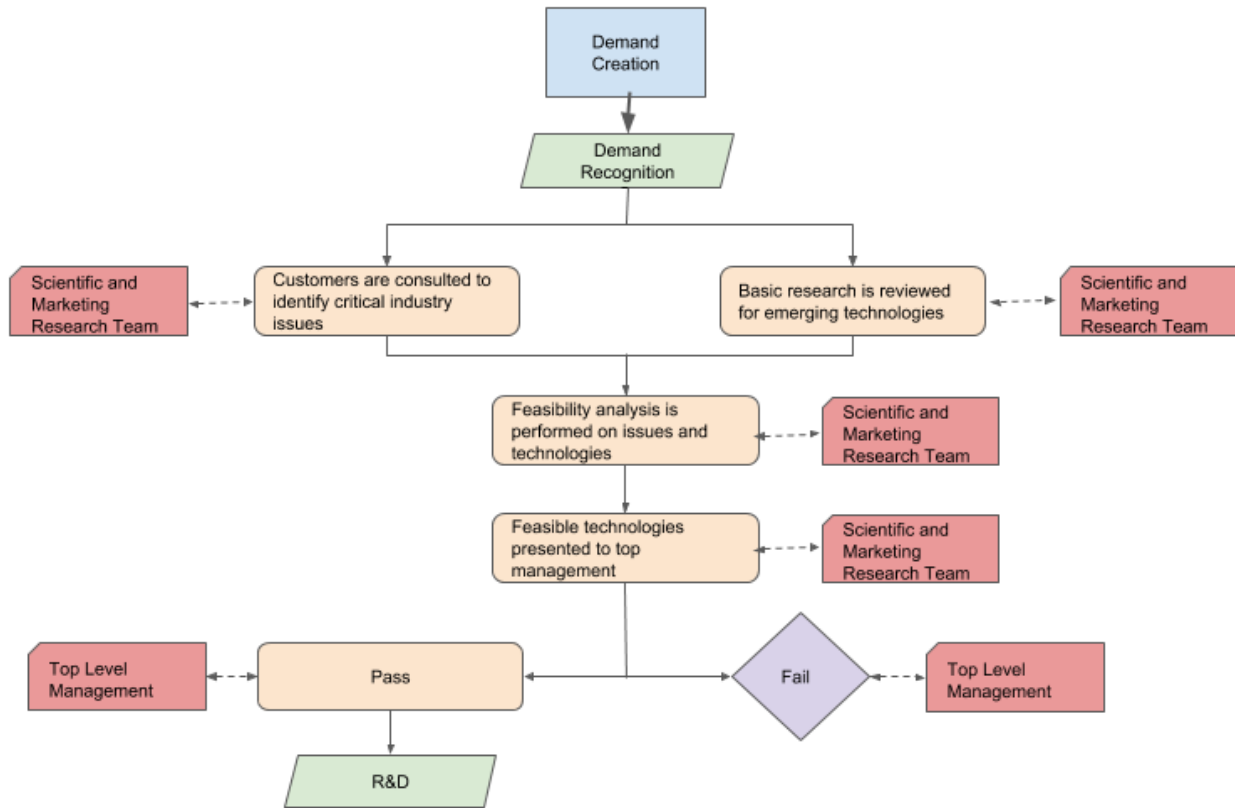 Demand
Creation
Demand
Recognition
Scientific and
Marketing
Research Team
Customers are consulted to
identify critical industry
issues
Basic research is reviewed
for emerging technologies
Scientific and
Marketing
Research Team
Feasibility analysis is
performed on issues and
technologies
Scientific and
Marketing
Research Team
Feasible technologies
presented to top
management
Scientific and
Marketing
Research Team
Top Level
Management
Pass
Fail
Top Level
Management
R&D